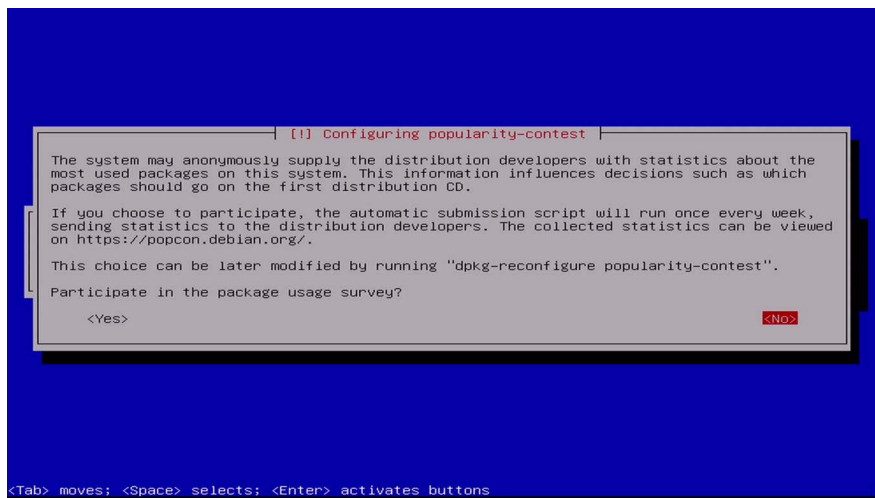 [!] Configuring popularity-contest
The system may anonymously supply the distribution developers with statistics about the
most used packages on this system. This information influences decisions such as which
packages should go on the first distribution CD.
If you choose to participate, the automatic submission script will run once every week,
sending statistics to the distribution developers. The collected statistics can be viewed
on https://popcon.debian.org/.
This choice can be later modified by running "dpkg-reconfigure popularity-contest".
Participate in the package usage survey?
<Yes> <No>
<Tab> moves; <Space> selects; <Enter> activates buttons